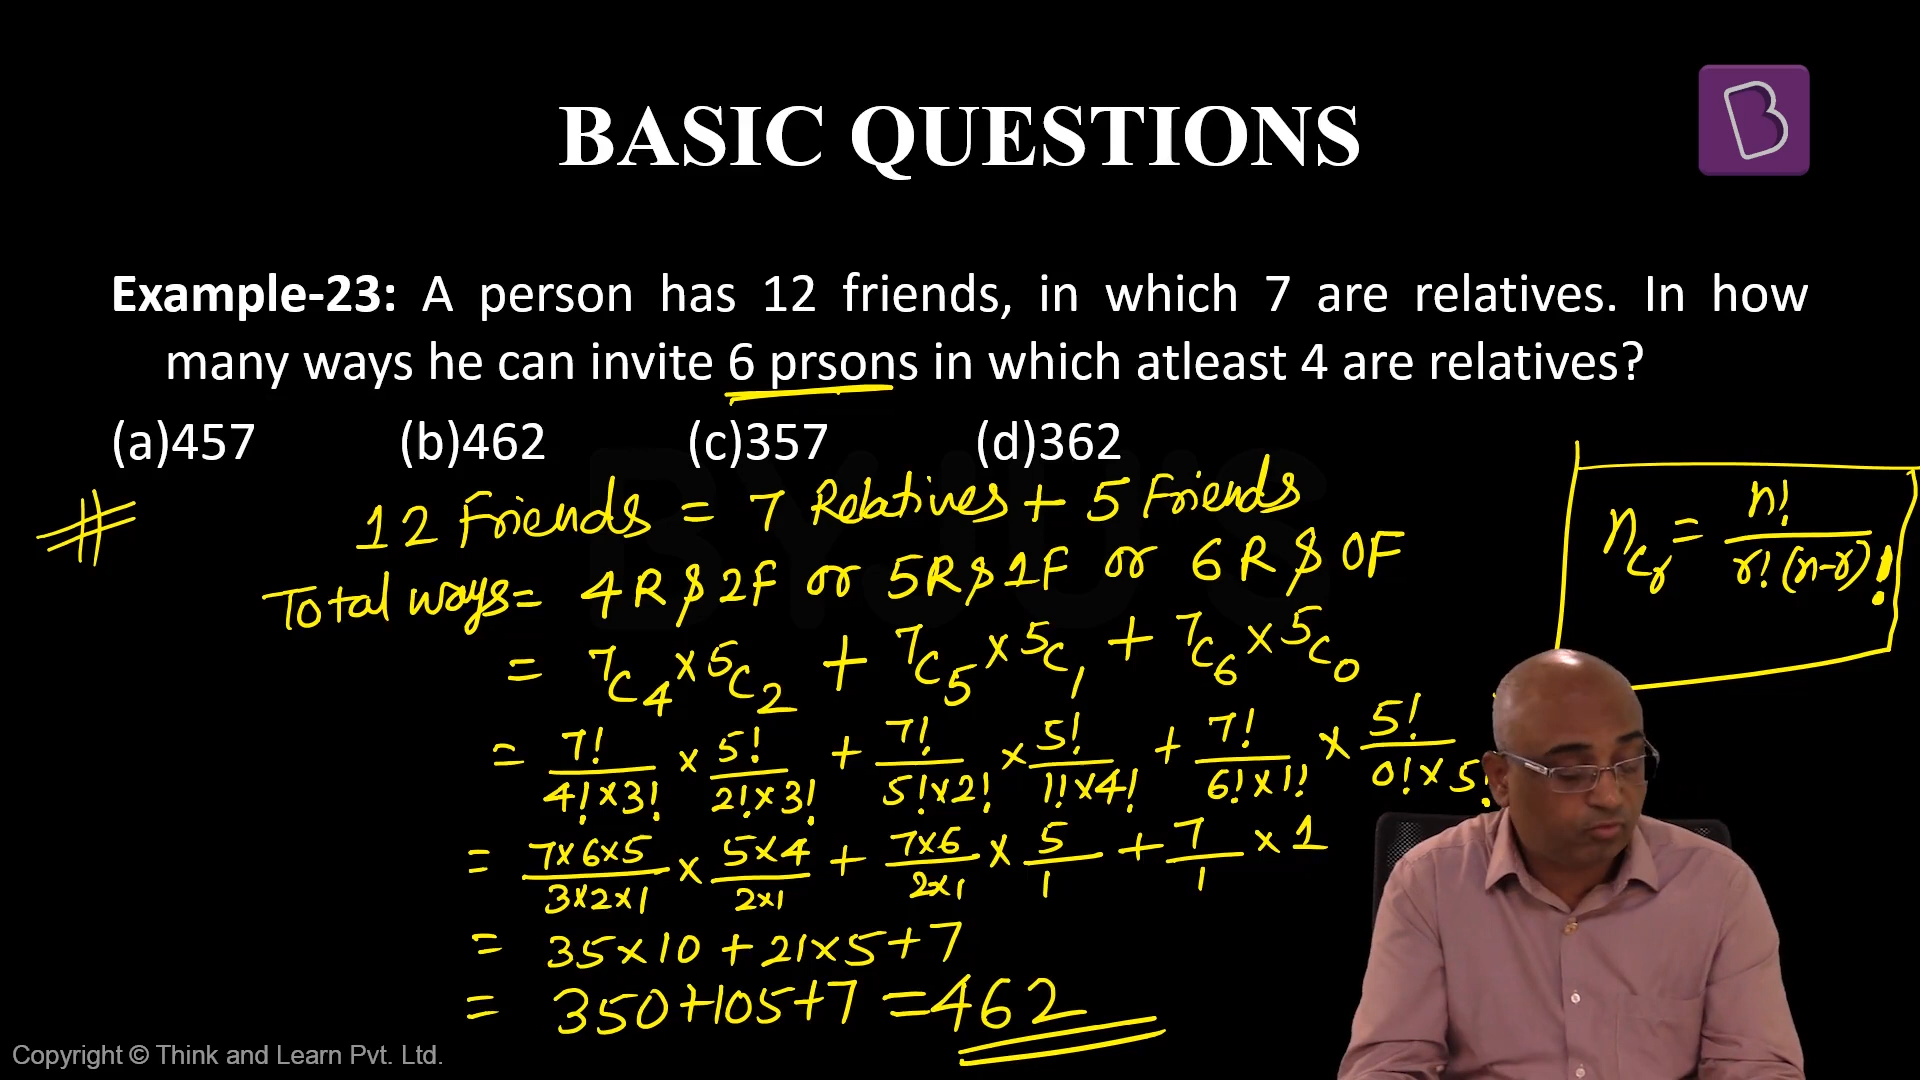 BASIC QUESTIONS
B
Example-23: A person has 12 friends, in which 7 are relatives. In how
many ways he can invite 6 prsons in which atleast 4 are relatives?
(a)457 (b)462 (c)357 (d)362
12 Friends = 7 Relatives + 5 Friends
Total ways = 4R & 2F or 5R & 1F or 6R & 0F
= 7C4 × 5C2 + 7C5 × 5C1 + 7C6 × 5C0
= 7!/(4!×3!) × 5!/(2!×3!) + 7!/(5!×2!) × 5!/(1!×4!) + 7!/(6!×1!) × 5!/(0!×5!)
= (7×6×5)/(3×2×1) × (5×4)/(2×1) + (7×6)/(2×1) × 5/1 + 7/1 × 1
= 35×10 + 21×5 + 7
= 350+105+7 = 462
nCr = n!/(r!(n-r)!)
BYJU'S
Copyright © Think and Learn Pvt. Ltd.